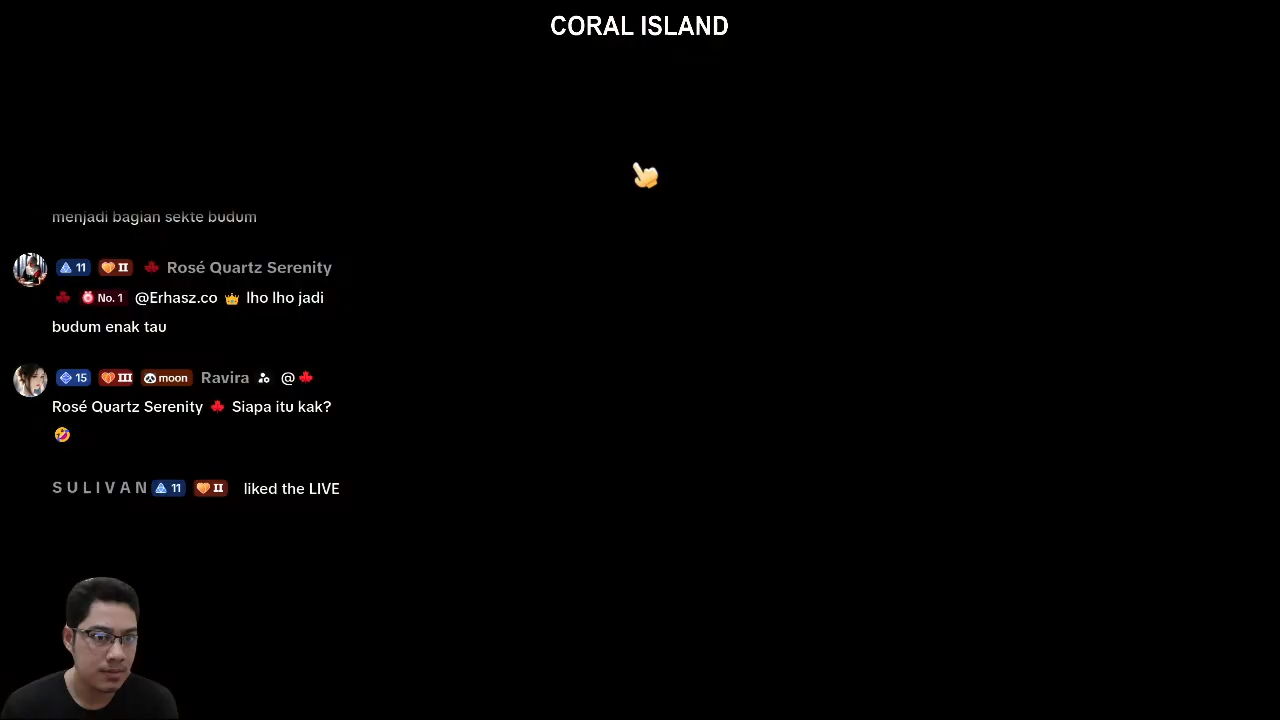 CORAL ISLAND
menjadi bagian sekte budum
11 II Rosé Quartz Serenity
No. 1 @Erhasz.co lho lho jadi
budum enak tau
15 III moon Ravira @
Rosé Quartz Serenity Siapa itu kak?
S U L I V A N 11 II liked the LIVE